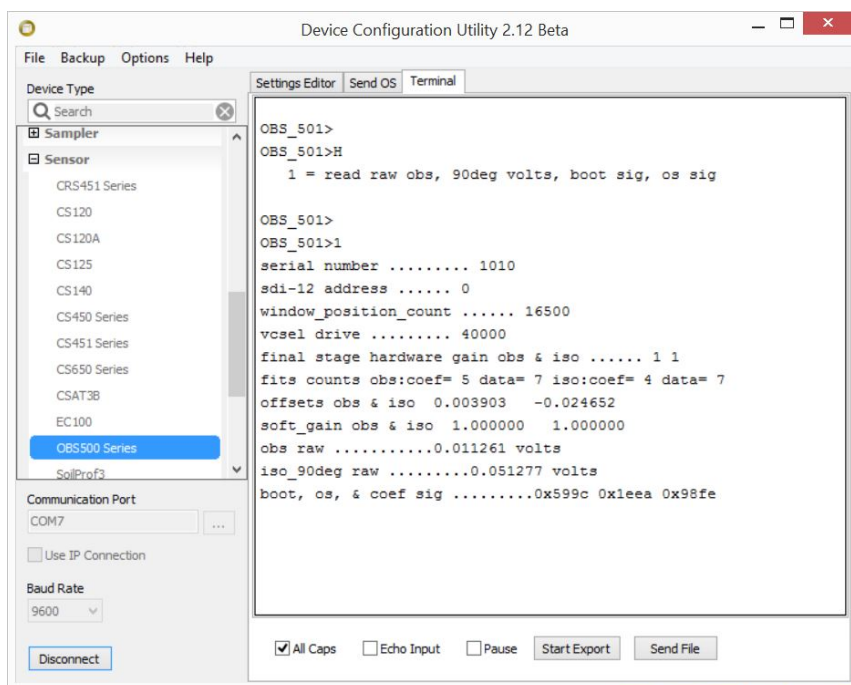 Device Configuration Utility 2.12 Beta
File Backup Options Help
Device Type
Search
Sampler
Sensor
CRS451 Series
CS120
CS120A
CS125
CS140
CS450 Series
CS451 Series
CS650 Series
CSAT3B
EC100
OBS500 Series
SoilProf3
Communication Port
COM7
...
Use IP Connection
Baud Rate
9600
Disconnect
Settings Editor Send OS Terminal
OBS_501>
OBS_501>H
1 = read raw obs, 90deg volts, boot sig, os sig
OBS_501>
OBS_501>1
serial number ......... 1010
sdi-12 address ...... 0
window_position_count ...... 16500
vcsel drive ......... 40000
final stage hardware gain obs & iso ...... 1 1
fits counts obs:coef= 5 data= 7 iso:coef= 4 data= 7
offsets obs & iso 0.003903 -0.024652
soft_gain obs & iso 1.000000 1.000000
obs raw ...........0.011261 volts
iso_90deg raw .........0.051277 volts
boot, os, & coef sig .........0x599c 0x1eea 0x98fe
All Caps Echo Input Pause Start Export Send File